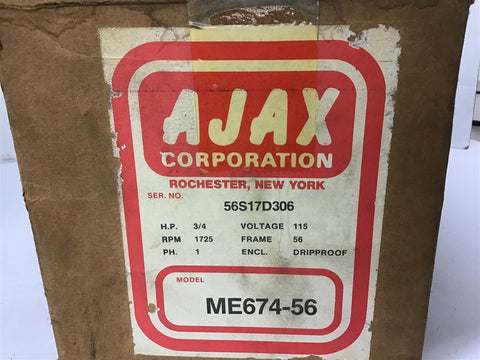 AJAX
CORPORATION
ROCHESTER, NEW YORK
SER. NO.
56S17D306
H.P. 3/4 VOLTAGE 115
RPM 1725 FRAME 56
PH. 1 ENCL. DRIPPROOF
MODEL
ME674-56